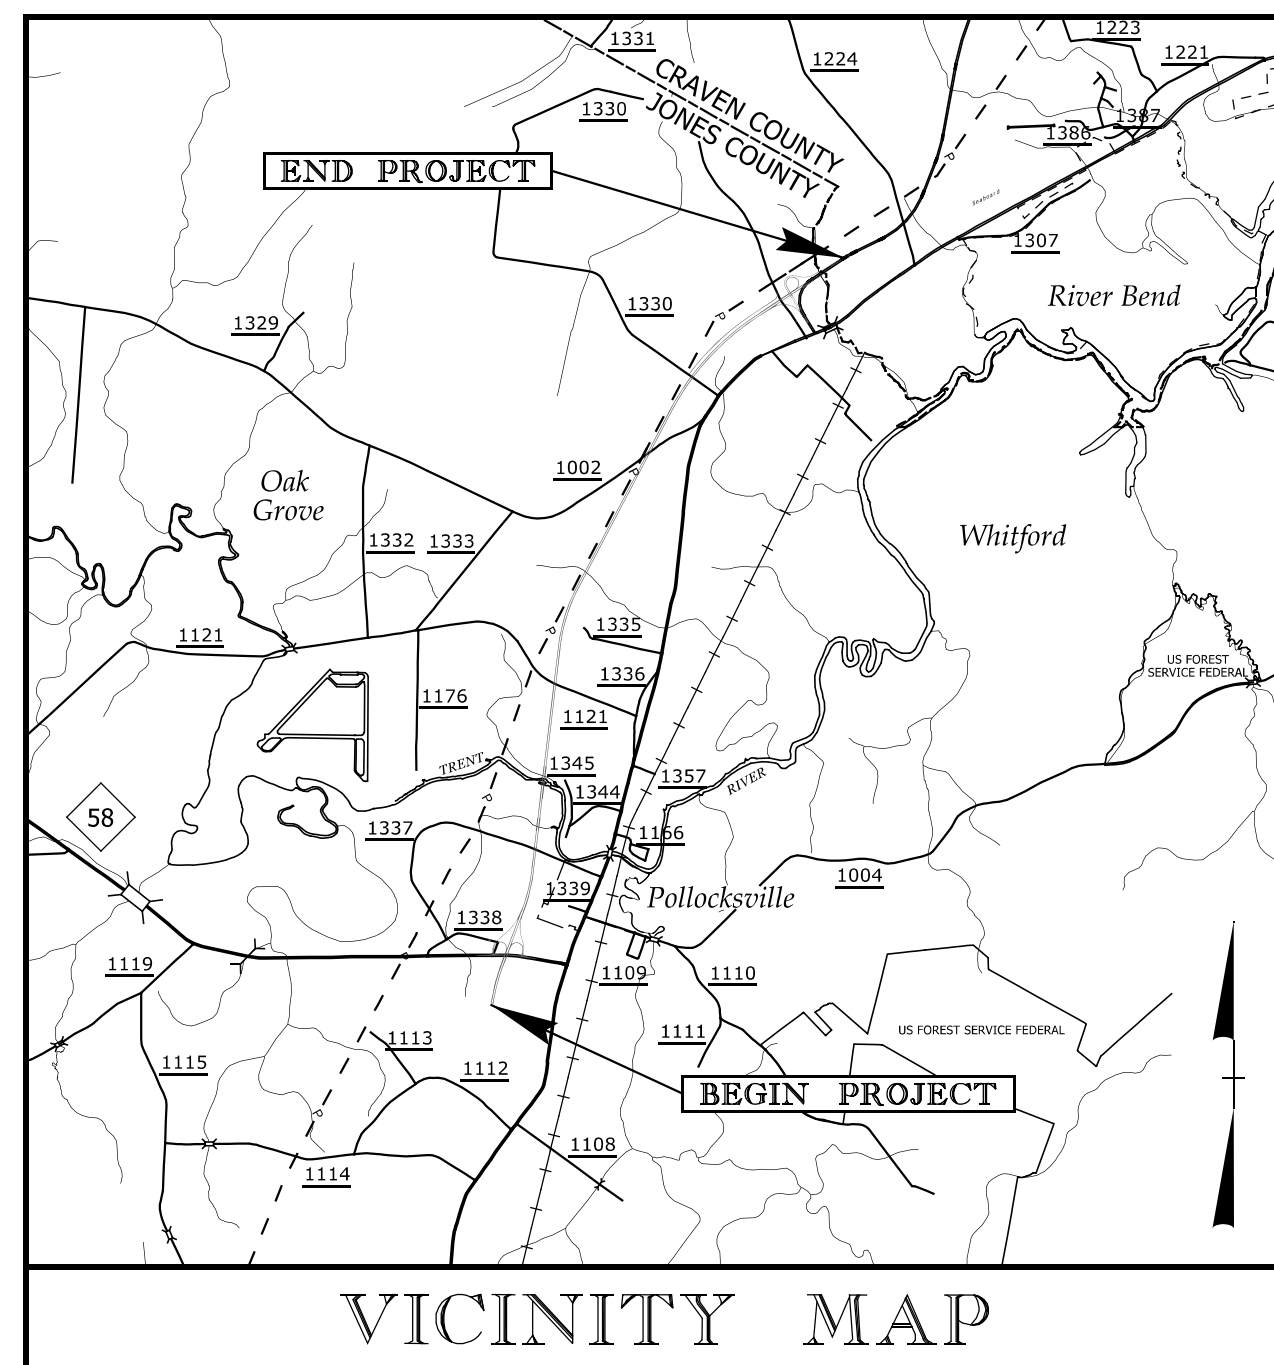 1331
1223
1224
1221
CRAVEN COUNTY
JONES COUNTY
1330
1387
1386
END PROJECT
P
Seaboard
1307
River Bend
1330
P
1329
1002
P
Oak
Grove
Whitford
1332
1333
1121
P
1335
US FOREST
SERVICE FEDERAL
1336
1176
1121
TRENT
1345
1357
RIVER
1344
P
58
1337
1166
1004
1339
Pollocksville
1338
P
1119
1109
1110
1113
1111
US FOREST SERVICE FEDERAL
1115
1112
BEGIN PROJECT
P
1108
1114
VICINITY MAP